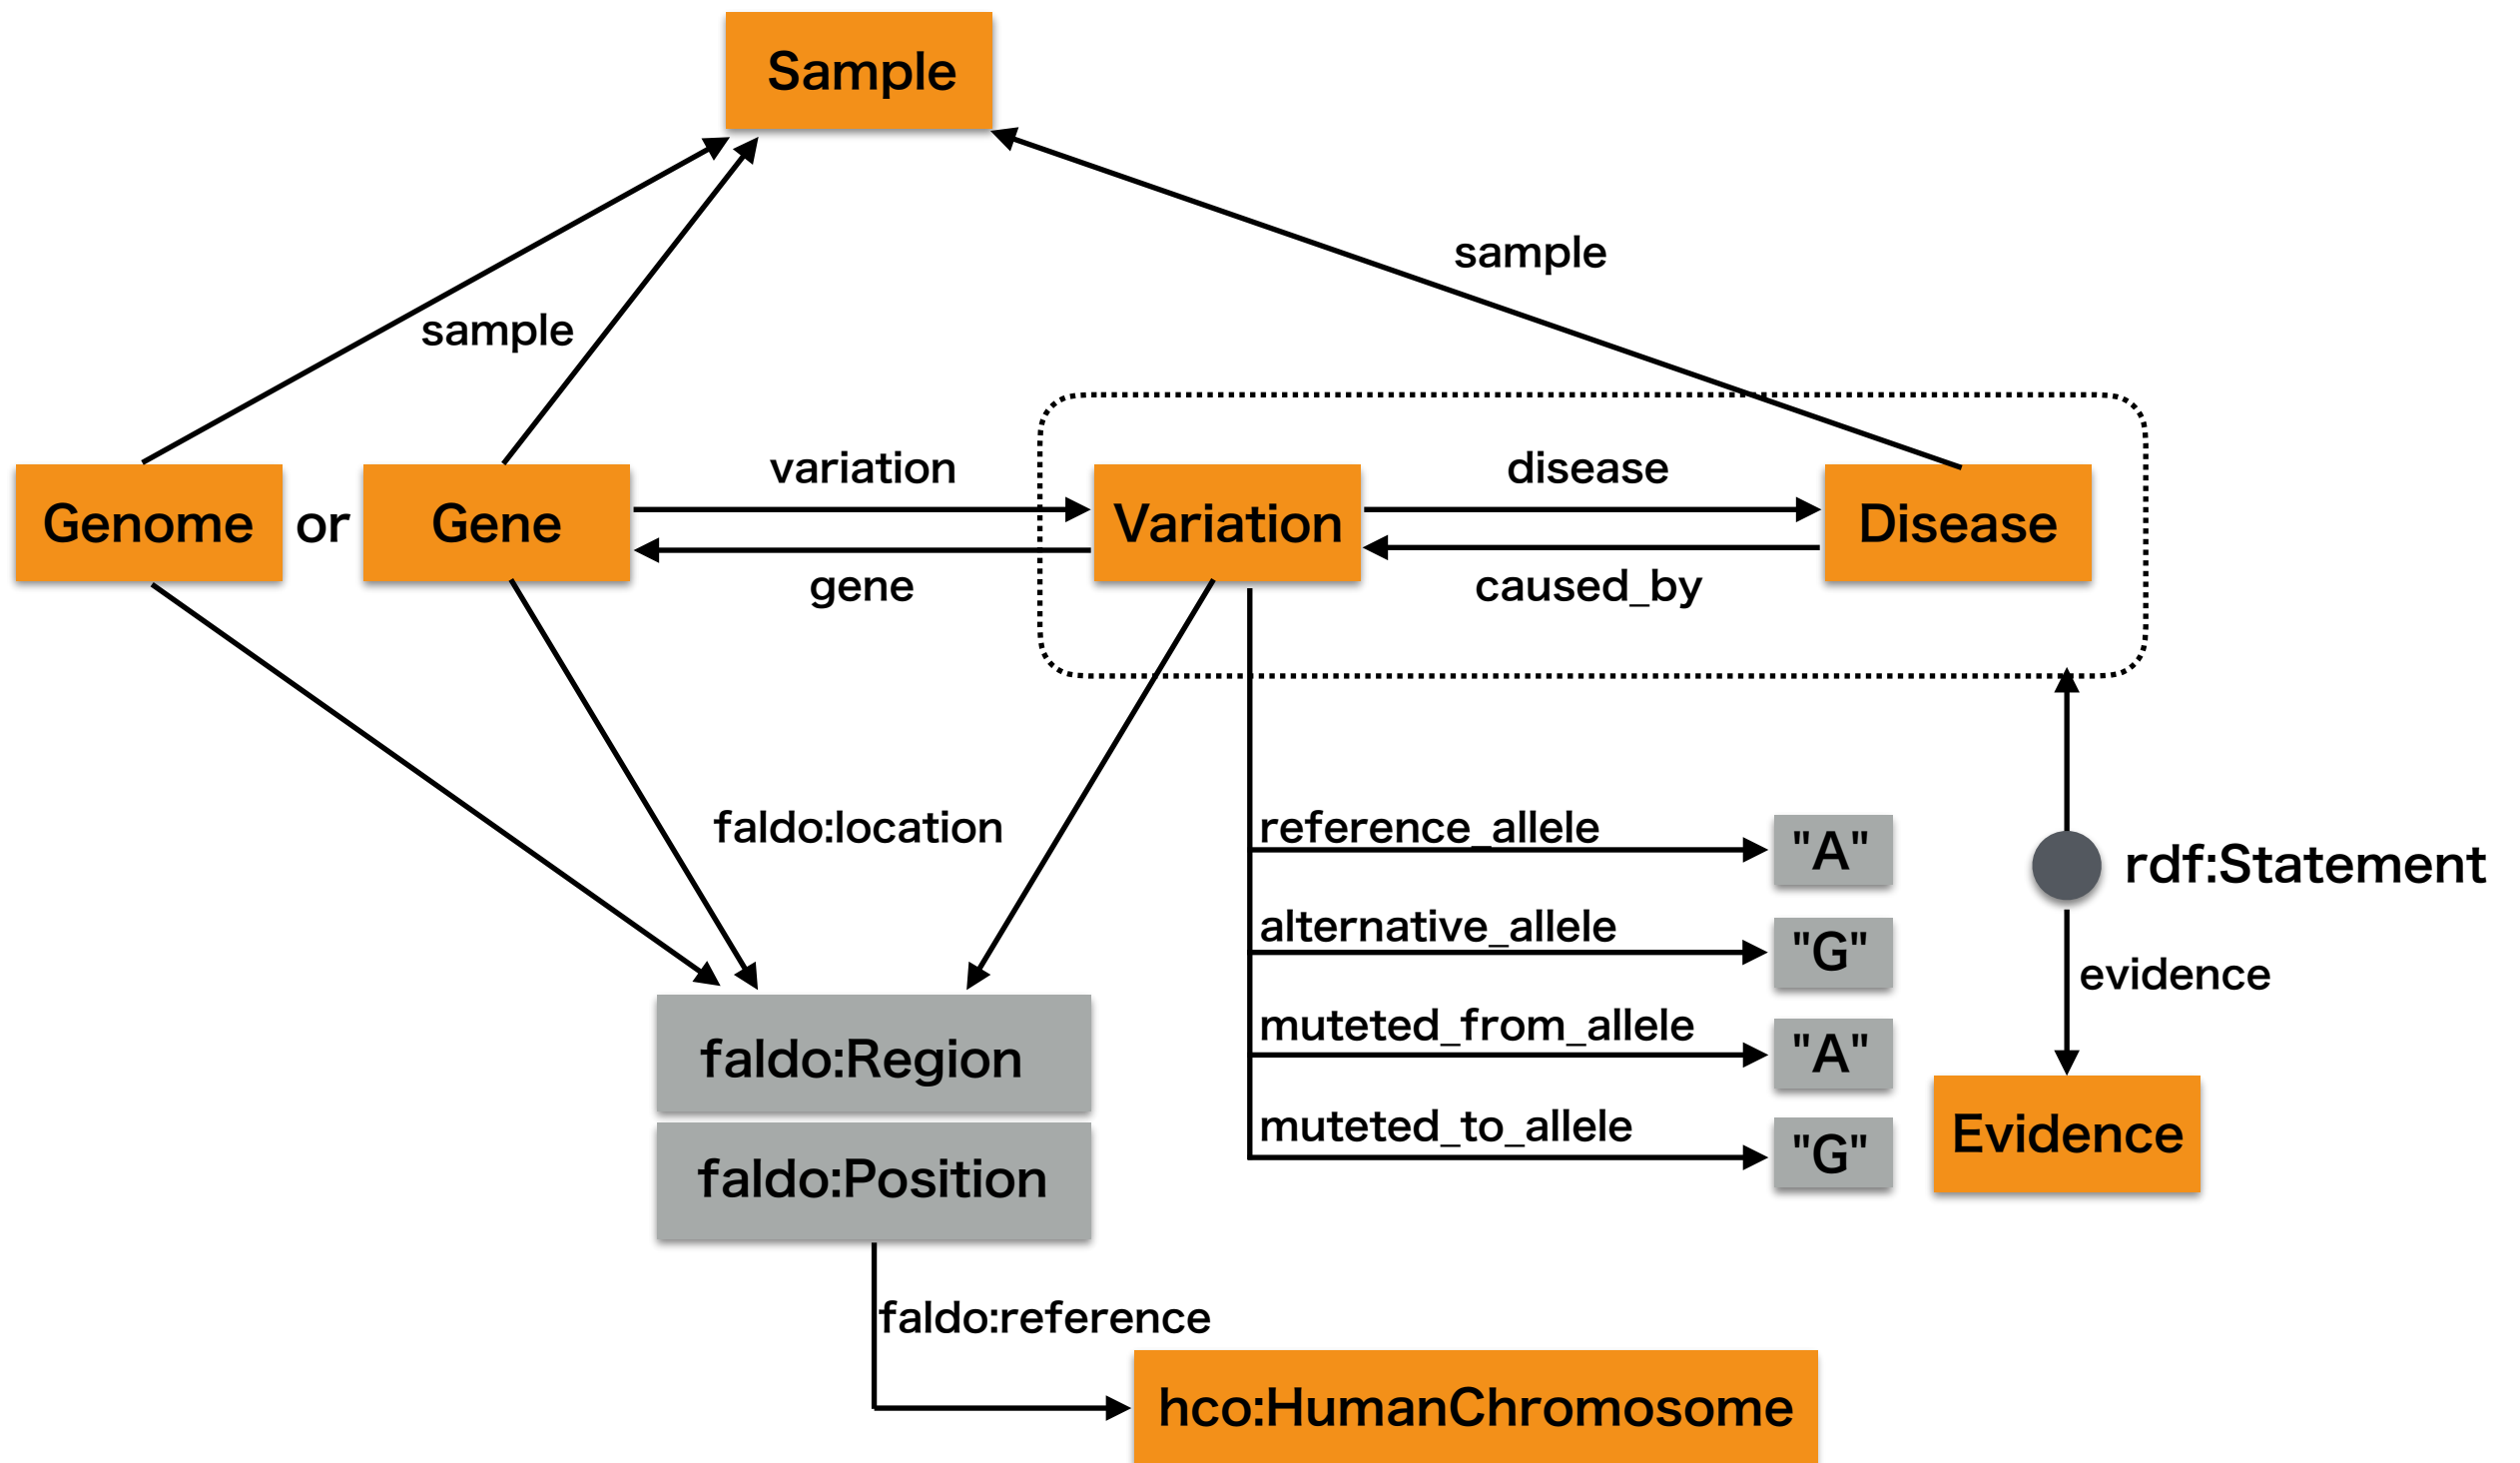 Sample
sample
sample
variation
disease
Genome
or
Gene
Variation
Disease
gene
caused_by
faldo:location
reference_allele
"A"
rdf:Statement
alternative_allele
"G"
evidence
muteted_from_allele
"A"
faldo:Region
muteted_to_allele
"G"
Evidence
faldo:Position
faldo:reference
hco:HumanChromosome